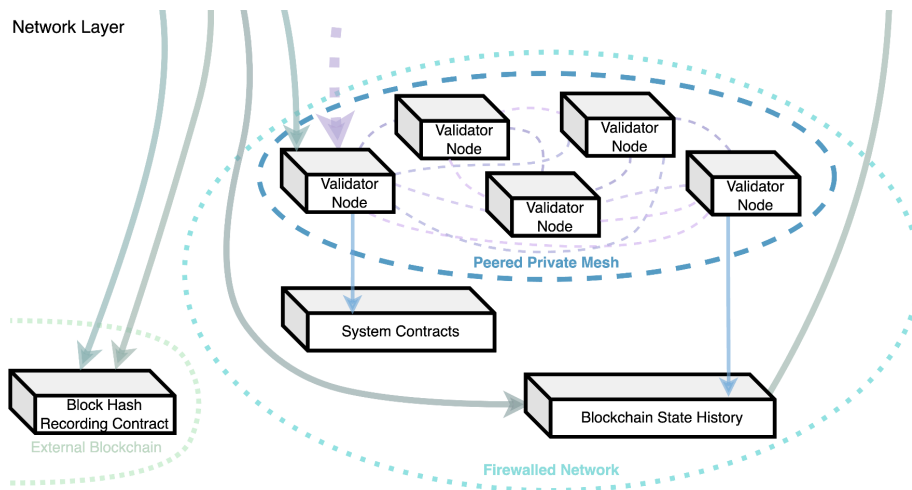 Network Layer
Validator
Node
Validator
Node
Validator
Node
Validator
Node
Validator
Node
Peered Private Mesh
System Contracts
Block Hash
Recording Contract
External Blockchain
Blockchain State History
Firewalled Network